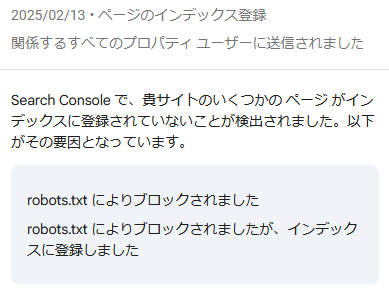 2025/02/13・ページのインデックス登録
関係するすべてのプロパティ ユーザーに送信されました
Search Console で、貴サイトのいくつかの ページ がイン
デックスに登録されていないことが検出されました。以下
がその要因となっています。
robots.txt によりブロックされました
robots.txt によりブロックされましたが、インデック
スに登録しました